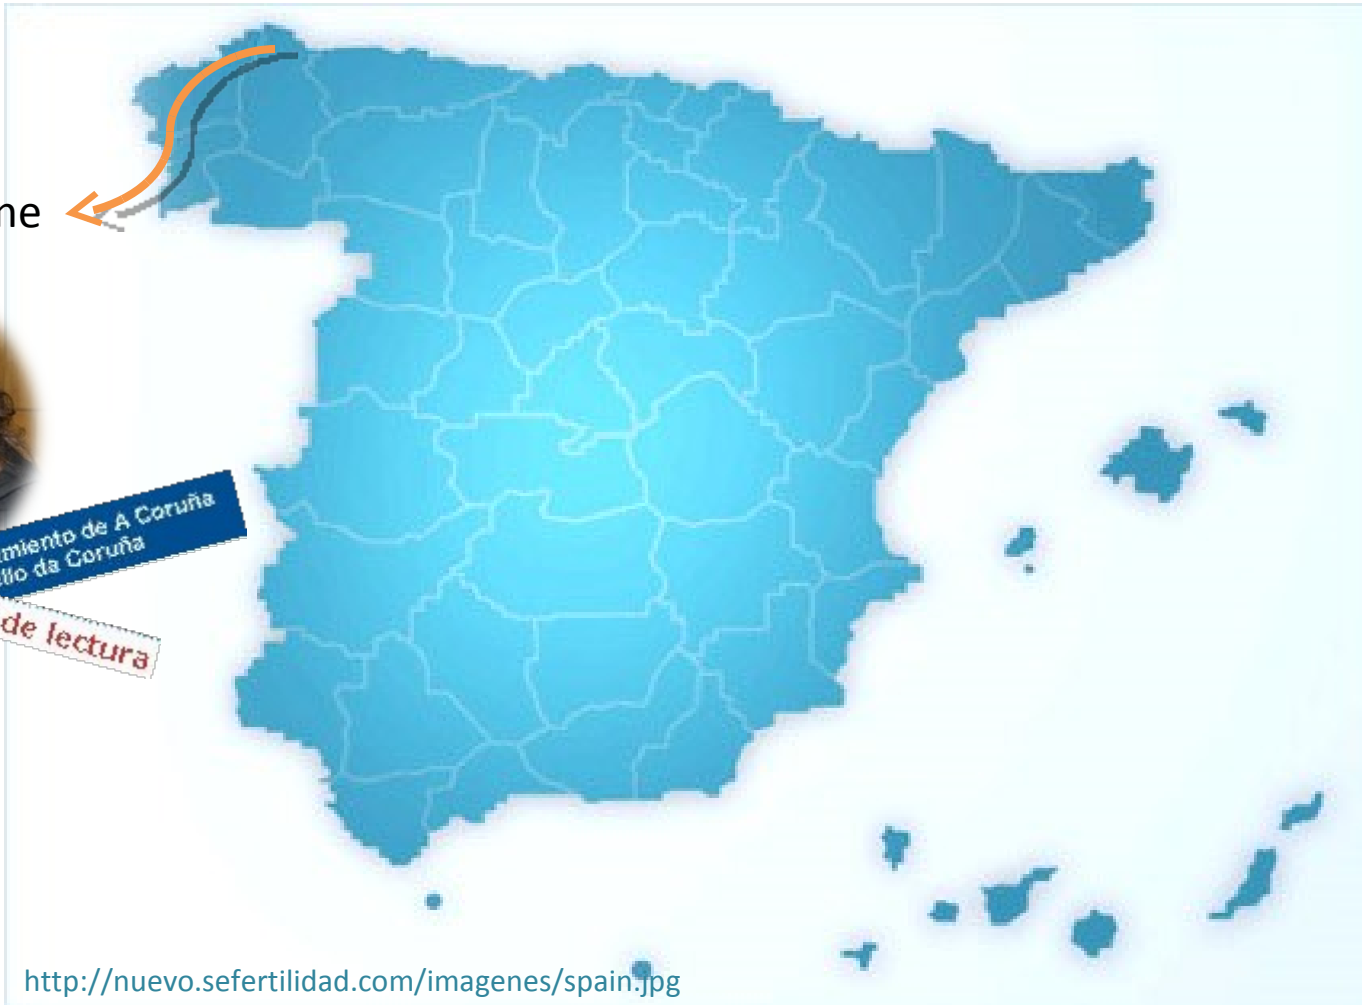 ne
miento de A Coruña
llo da Coruña
de lectura
http://nuevo.sefertilidad.com/imagenes/spain.jpg